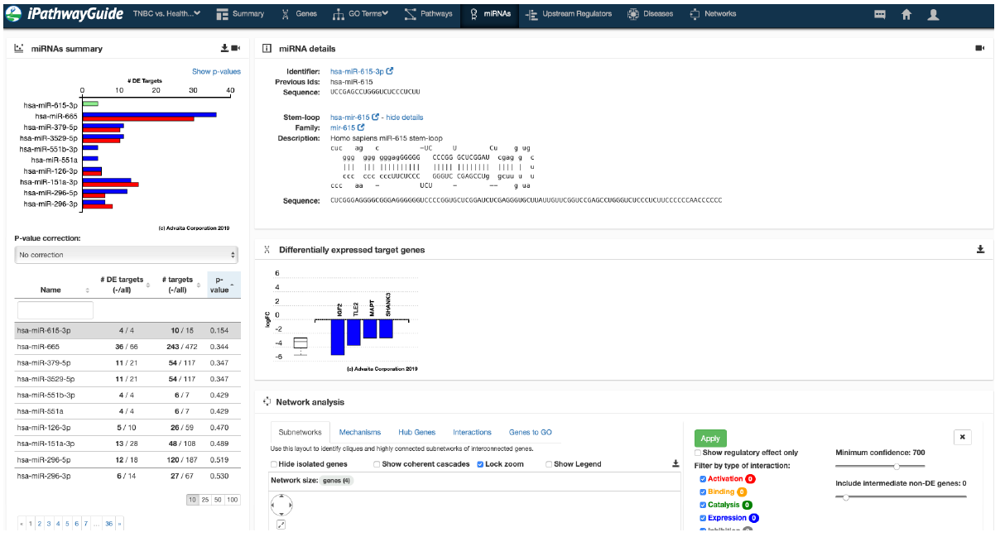 iPathwayGuide TNBC vs. Health... Summary Genes GO Terms Pathways miRNAs Upstream Regulators Diseases Networks
miRNAs summary
Show p-values
# DE Targets
0 10 20 30 40
hsa-miR-615-3p
hsa-miR-665
hsa-miR-379-5p
hsa-miR-3529-5p
hsa-miR-551b-3p
hsa-miR-551a
hsa-miR-126-3p
hsa-miR-151a-3p
hsa-miR-296-5p
hsa-miR-296-3p
(c) Advaita Corporation 2019
P-value correction:
No correction
Name # DE targets (-/all) # targets (-/all) p-value
hsa-miR-615-3p 4 / 4 10 / 15 0.154
hsa-miR-665 36 / 66 243 / 472 0.344
hsa-miR-379-5p 11 / 21 54 / 117 0.347
hsa-miR-3529-5p 11 / 21 54 / 117 0.347
hsa-miR-551b-3p 4 / 4 6 / 7 0.429
hsa-miR-551a 4 / 4 6 / 7 0.429
hsa-miR-126-3p 5 / 10 26 / 59 0.470
hsa-miR-151a-3p 13 / 28 48 / 108 0.489
hsa-miR-296-5p 12 / 18 120 / 187 0.519
hsa-miR-296-3p 6 / 14 27 / 67 0.530
10 25 50 100
« 1 2 3 4 5 6 7 ... 36 »
miRNA details
Identifier: hsa-miR-615-3p
Previous Ids: hsa-miR-615
Sequence: UCCGAGCCUGGGUCUCCCUCUU
Stem-loop hsa-mir-615 - hide details
Family: mir-615
Description: Homo sapiens miR-615 stem-loop
cuc ag c −UC U Cu g ug
ggg ggg gggagGGGGG CCCGG GCUCGGAU cgag g c
||| ||| |||||||||| ||||| |||||||| |||| | u
ccc ccc cccUUCUCCC GGGUC CGAGCCUg gcuu u u
ccc aa − UCU − −− g ua
Sequence: CUCGGGAGGGGCGGGAGGGGGGUCCCCGGUGCUCGGAUCUCGAGGGUGCUUAUUGUUCGGUCCGAGCCUGGGUCUCCCUCUUCCCCCCAACCCCCC
Differentially expressed target genes
6
4
2
0
-2
-4
-6
logFC
IGF2
TLE2
MAPT
SHANK3
(c) Advaita Corporation 2019
Network analysis
Subnetworks Mechanisms Hub Genes Interactions Genes to GO
Use this layout to identify cliques and highly connected subnetworks of interconnected genes.
Hide isolated genes Show coherent cascades Lock zoom Show Legend
Network size: genes (4)
Apply
Show regulatory effect only
Filter by type of interaction:
Activation 0
Binding 0
Catalysis 0
Expression 0
Inhibition 0
Minimum confidence: 700
Include intermediate non-DE genes: 0